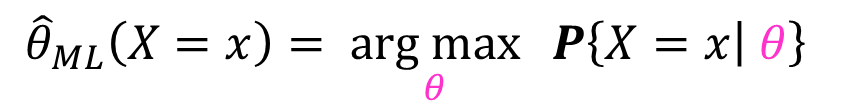 θ̂_ML(X = x) = arg max P{X = x| θ}
θ